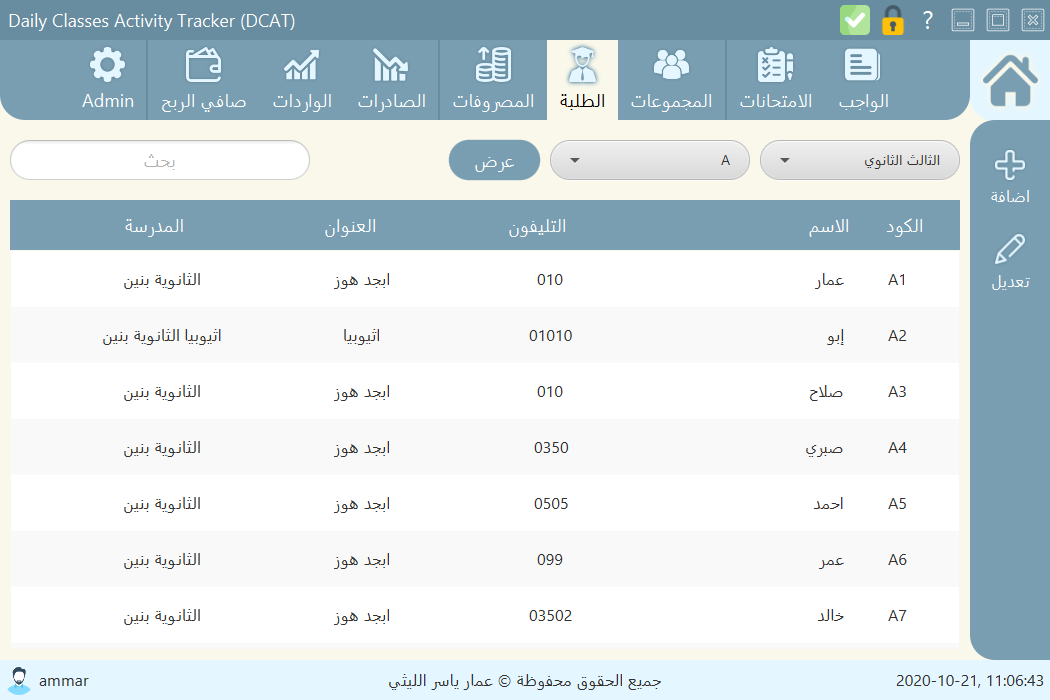 Daily Classes Activity Tracker (DCAT) ?
الواجب الامتحانات المجموعات الطلبة المصروفات الصادرات الواردات صافي الربح Admin
اضافة
تعديل
الثالث الثانوي A عرض بحث
الكود الاسم التليفون العنوان المدرسة
A1 عمار 010 ابجد هوز الثانوية بنين
A2 إبو 01010 اثيوبيا اثيوبيا الثانوية بنين
A3 صلاح 010 ابجد هوز الثانوية بنين
A4 صبري 0350 ابجد هوز الثانوية بنين
A5 احمد 0505 ابجد هوز الثانوية بنين
A6 عمر 099 ابجد هوز الثانوية بنين
A7 خالد 03502 ابجد هوز الثانوية بنين
ammar جميع الحقوق محفوظة © عمار ياسر الليثي 2020-10-21, 11:06:43